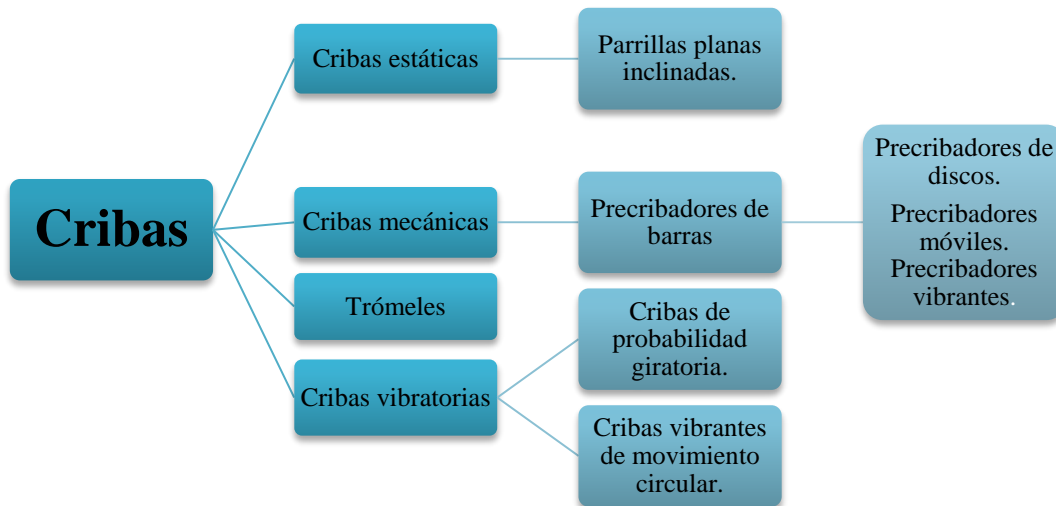 Cribas
Cribas estáticas
Parrillas planas
inclinadas.
Cribas mecánicas
Precribadores de
barras
Precribadores de
discos.
Precribadores
móviles.
Precribadores
vibrantes.
Trómeles
Cribas vibratorias
Cribas de
probabilidad
giratoria.
Cribas vibrantes
de movimiento
circular.